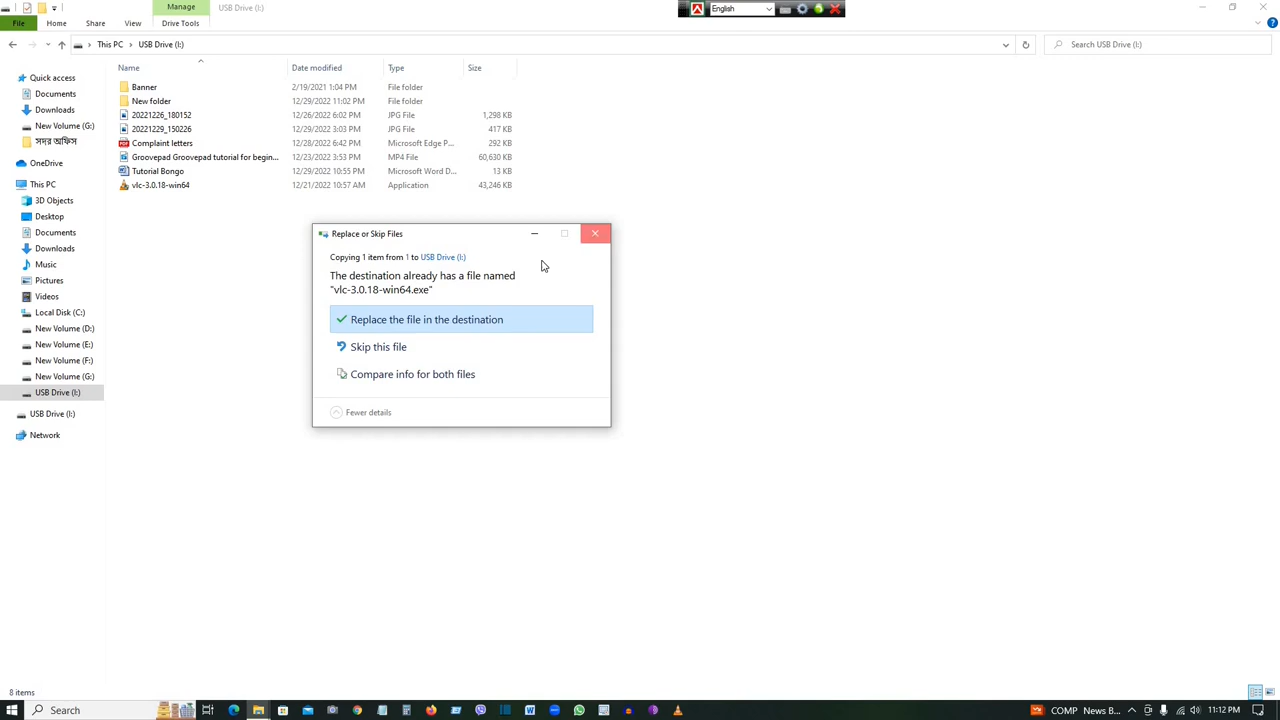 Manage
USB Drive (I:)
English
File
Home
Share
View
Drive Tools
This PC
USB Drive (I:)
Search USB Drive (I:)
Name
Date modified
Type
Size
Quick access
Documents
Downloads
New Volume (G:)
সদর অফিস
OneDrive
This PC
3D Objects
Desktop
Documents
Downloads
Music
Pictures
Videos
Local Disk (C:)
New Volume (D:)
New Volume (E:)
New Volume (F:)
New Volume (G:)
USB Drive (I:)
USB Drive (I:)
Network
Banner 2/19/2021 1:04 PM File folder
New folder 12/29/2022 11:02 PM File folder
20221226_180152 12/26/2022 6:02 PM JPG File 1,298 KB
20221229_150226 12/29/2022 3:03 PM JPG File 417 KB
Complaint letters 12/28/2022 6:42 PM Microsoft Edge P... 292 KB
Groovepad Groovepad tutorial for begin... 12/23/2022 3:53 PM MP4 File 60,630 KB
Tutorial Bongo 12/29/2022 10:55 PM Microsoft Word D... 13 KB
vlc-3.0.18-win64 12/21/2022 10:57 AM Application 43,246 KB
Replace or Skip Files
Copying 1 item from 1 to USB Drive (I:)
The destination already has a file named
"vlc-3.0.18-win64.exe"
Replace the file in the destination
Skip this file
Compare info for both files
Fewer details
8 items
Search
COMP
News B...
11:12 PM